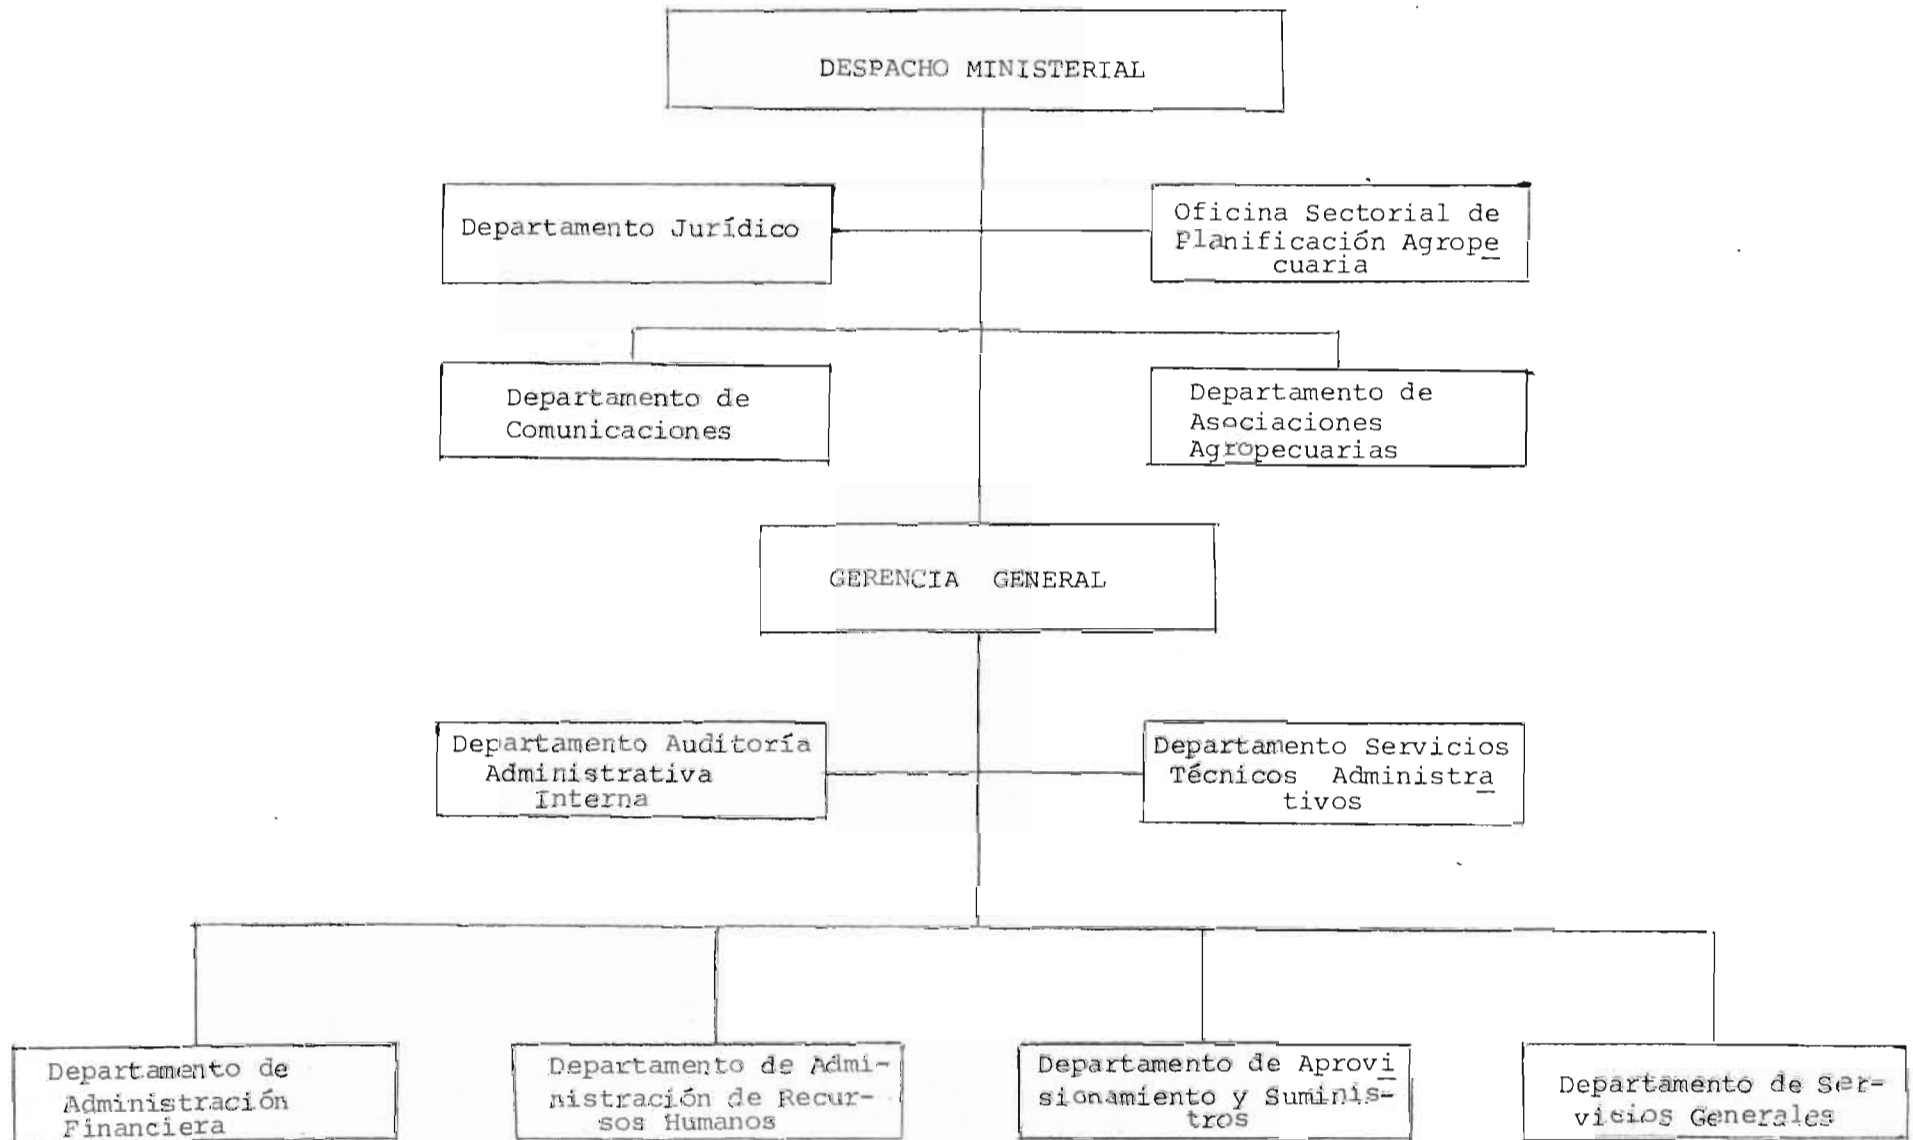 DESPACHO MINISTERIAL
Departamento Jurídico
Oficina Sectorial de
Planificación Agrope
cuaria
Departamento de
Comunicaciones
Departamento de
Asociaciones
Agropecuarias
GERENCIA GENERAL
Departamento Auditoría
Administrativa
Interna
Departamento Servicios
Técnicos Administra
tivos
Departamento de
Administración
Financiera
Departamento de Admi-
nistración de Recur-
sos Humanos
Departamento de Aprovi
sionamiento y Suminis-
tros
Departamento de Ser-
vicios Generales